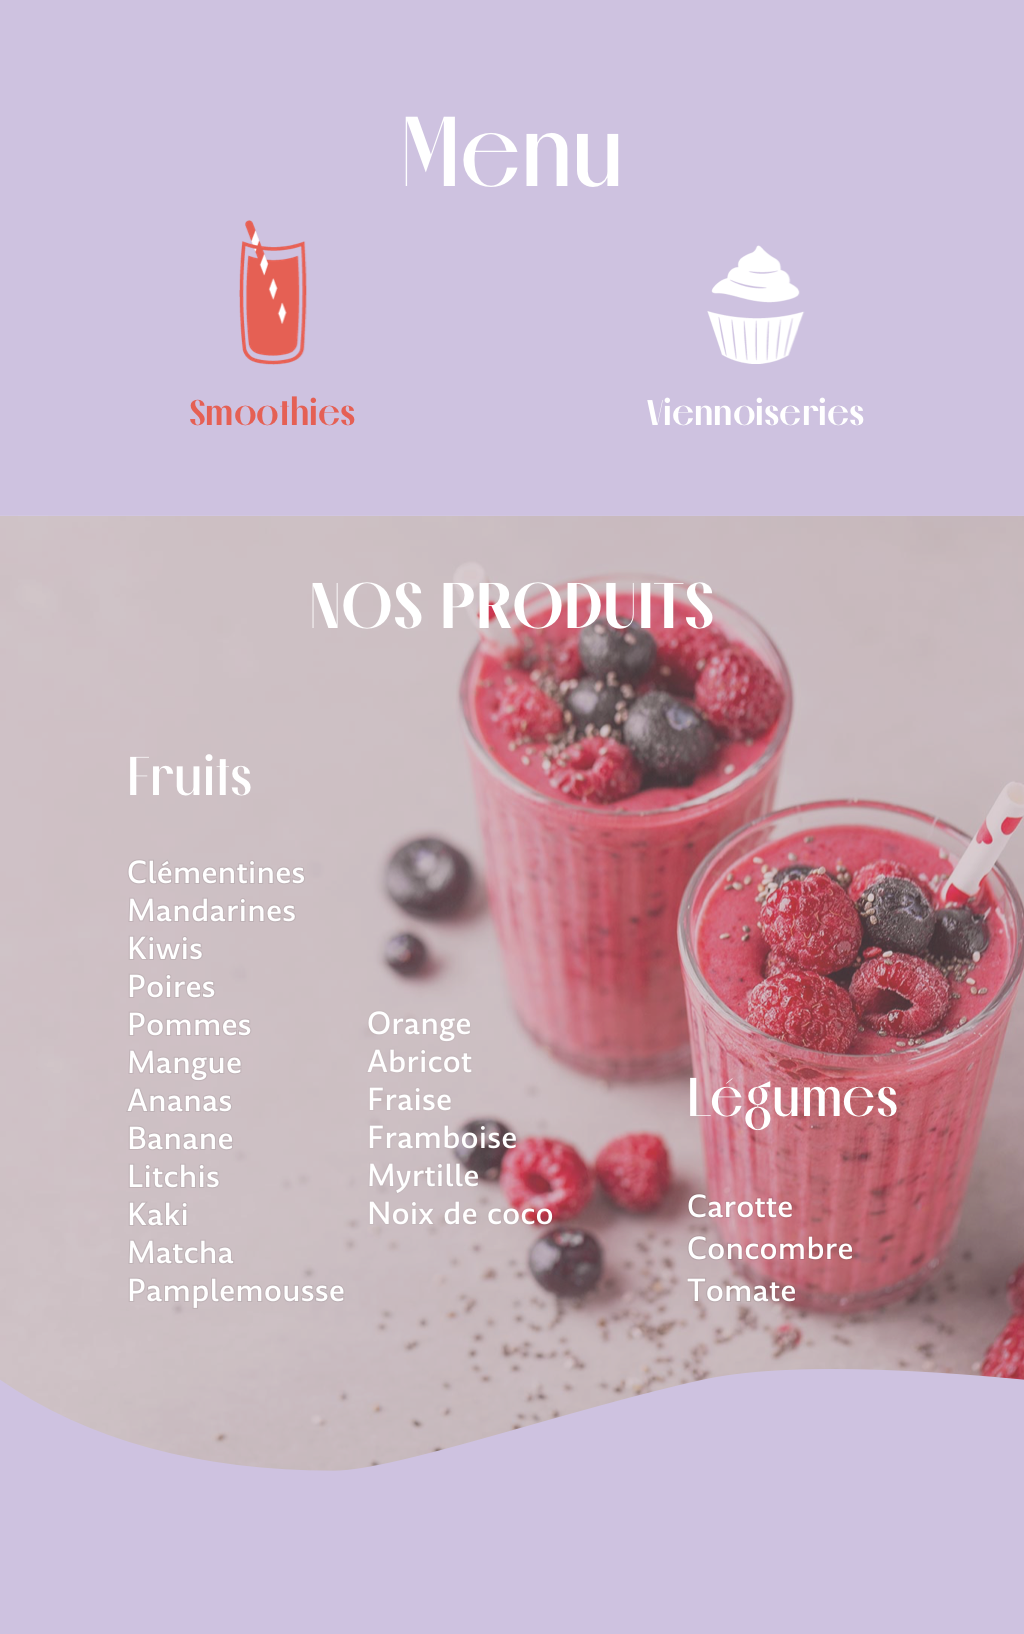 Menu
Smoothies
Viennoiseries
NOS PRODUITS
Fruits
Clémentines
Mandarines
Kiwis
Poires
Pommes
Mangue
Ananas
Banane
Litchis
Kaki
Matcha
Pamplemousse
Orange
Abricot
Fraise
Framboise
Myrtille
Noix de coco
Légumes
Carotte
Concombre
Tomate